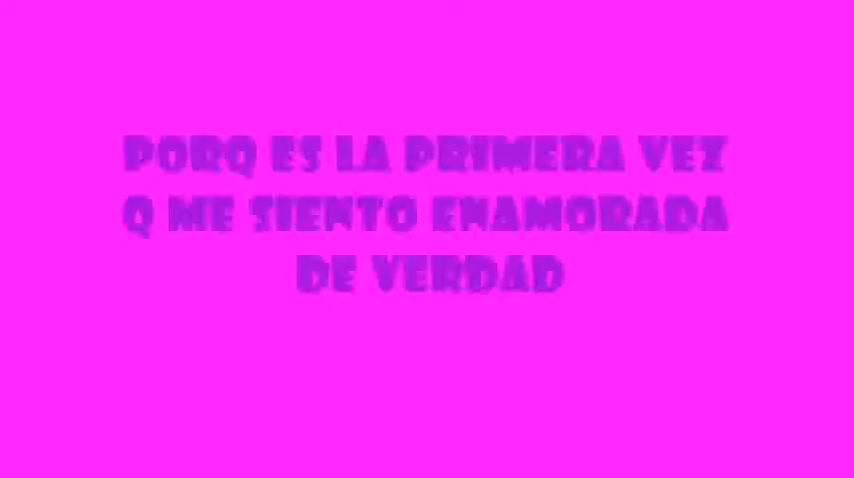 PORQ ES LA PRIMERA VEZ
Q ME SIENTO ENAMORADA
DE VERDAD